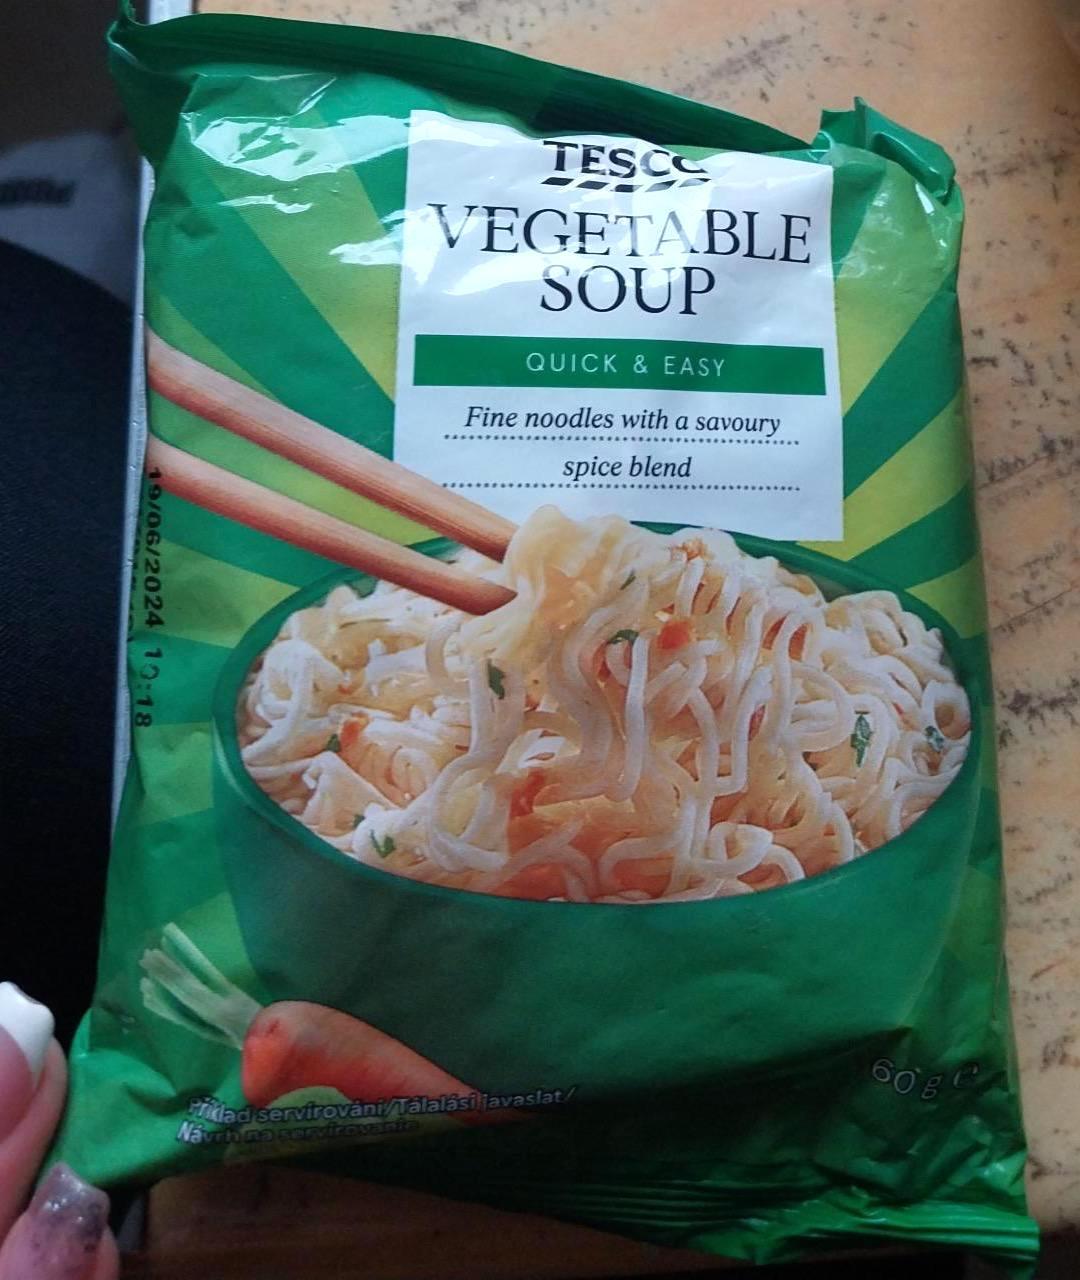 TESCO
VEGETABLE
SOUP
QUICK & EASY
Fine noodles with a savoury
spice blend
19/06/2024 10:18
60 g e
Příklad servírování/Tálalási javaslat/
Návrh na servírovanie